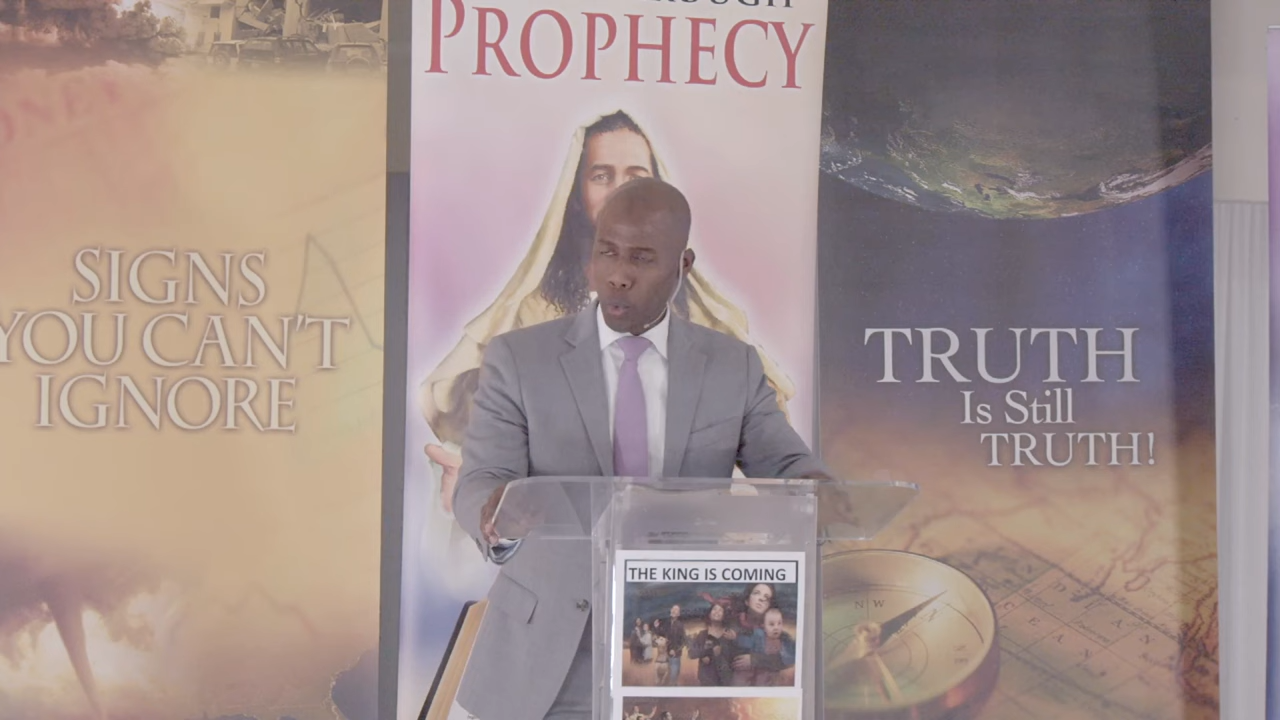 PROPHECY
SIGNS
YOU CAN'T
IGNORE
TRUTH
Is Still
TRUTH!
THE KING IS COMING
N W